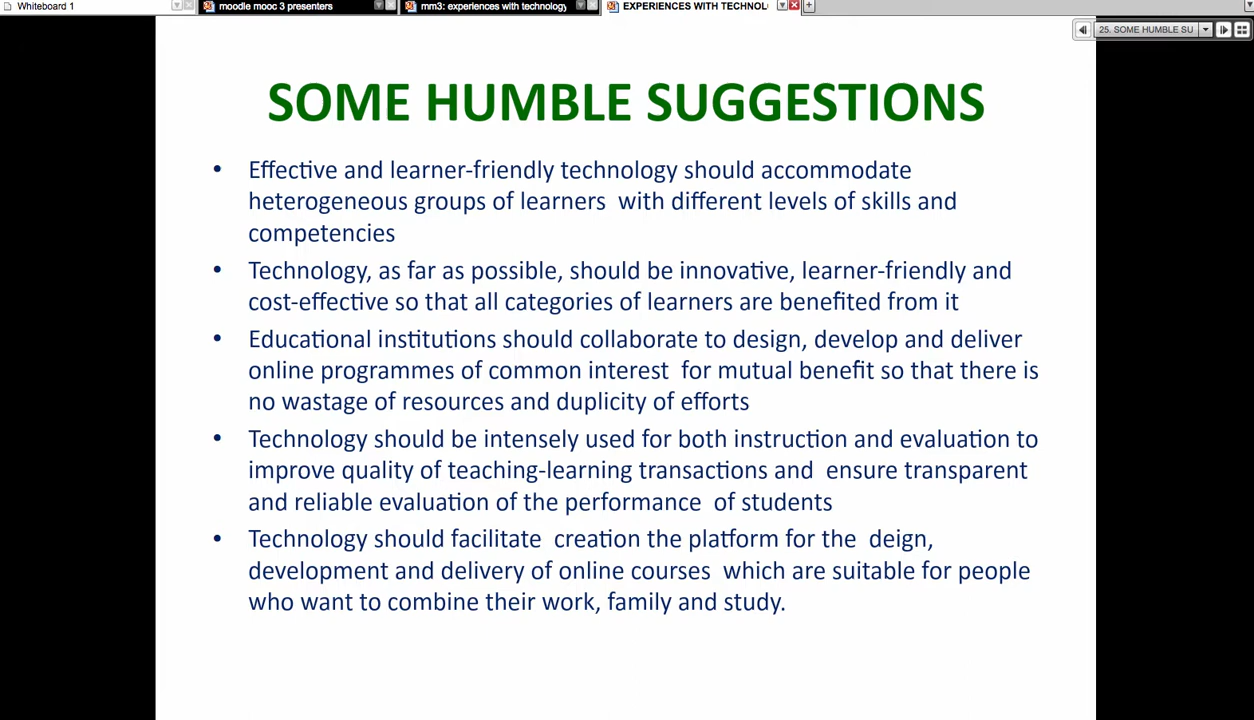 Whiteboard 1
moodle mooc 3 presenters
mm3: experiences with technology
EXPERIENCES WITH TECHNOL
25. SOME HUMBLE SU
SOME HUMBLE SUGGESTIONS
• Effective and learner-friendly technology should accommodate
heterogeneous groups of learners with different levels of skills and
competencies
• Technology, as far as possible, should be innovative, learner-friendly and
cost-effective so that all categories of learners are benefited from it
• Educational institutions should collaborate to design, develop and deliver
online programmes of common interest for mutual benefit so that there is
no wastage of resources and duplicity of efforts
• Technology should be intensely used for both instruction and evaluation to
improve quality of teaching-learning transactions and ensure transparent
and reliable evaluation of the performance of students
• Technology should facilitate creation the platform for the deign,
development and delivery of online courses which are suitable for people
who want to combine their work, family and study.